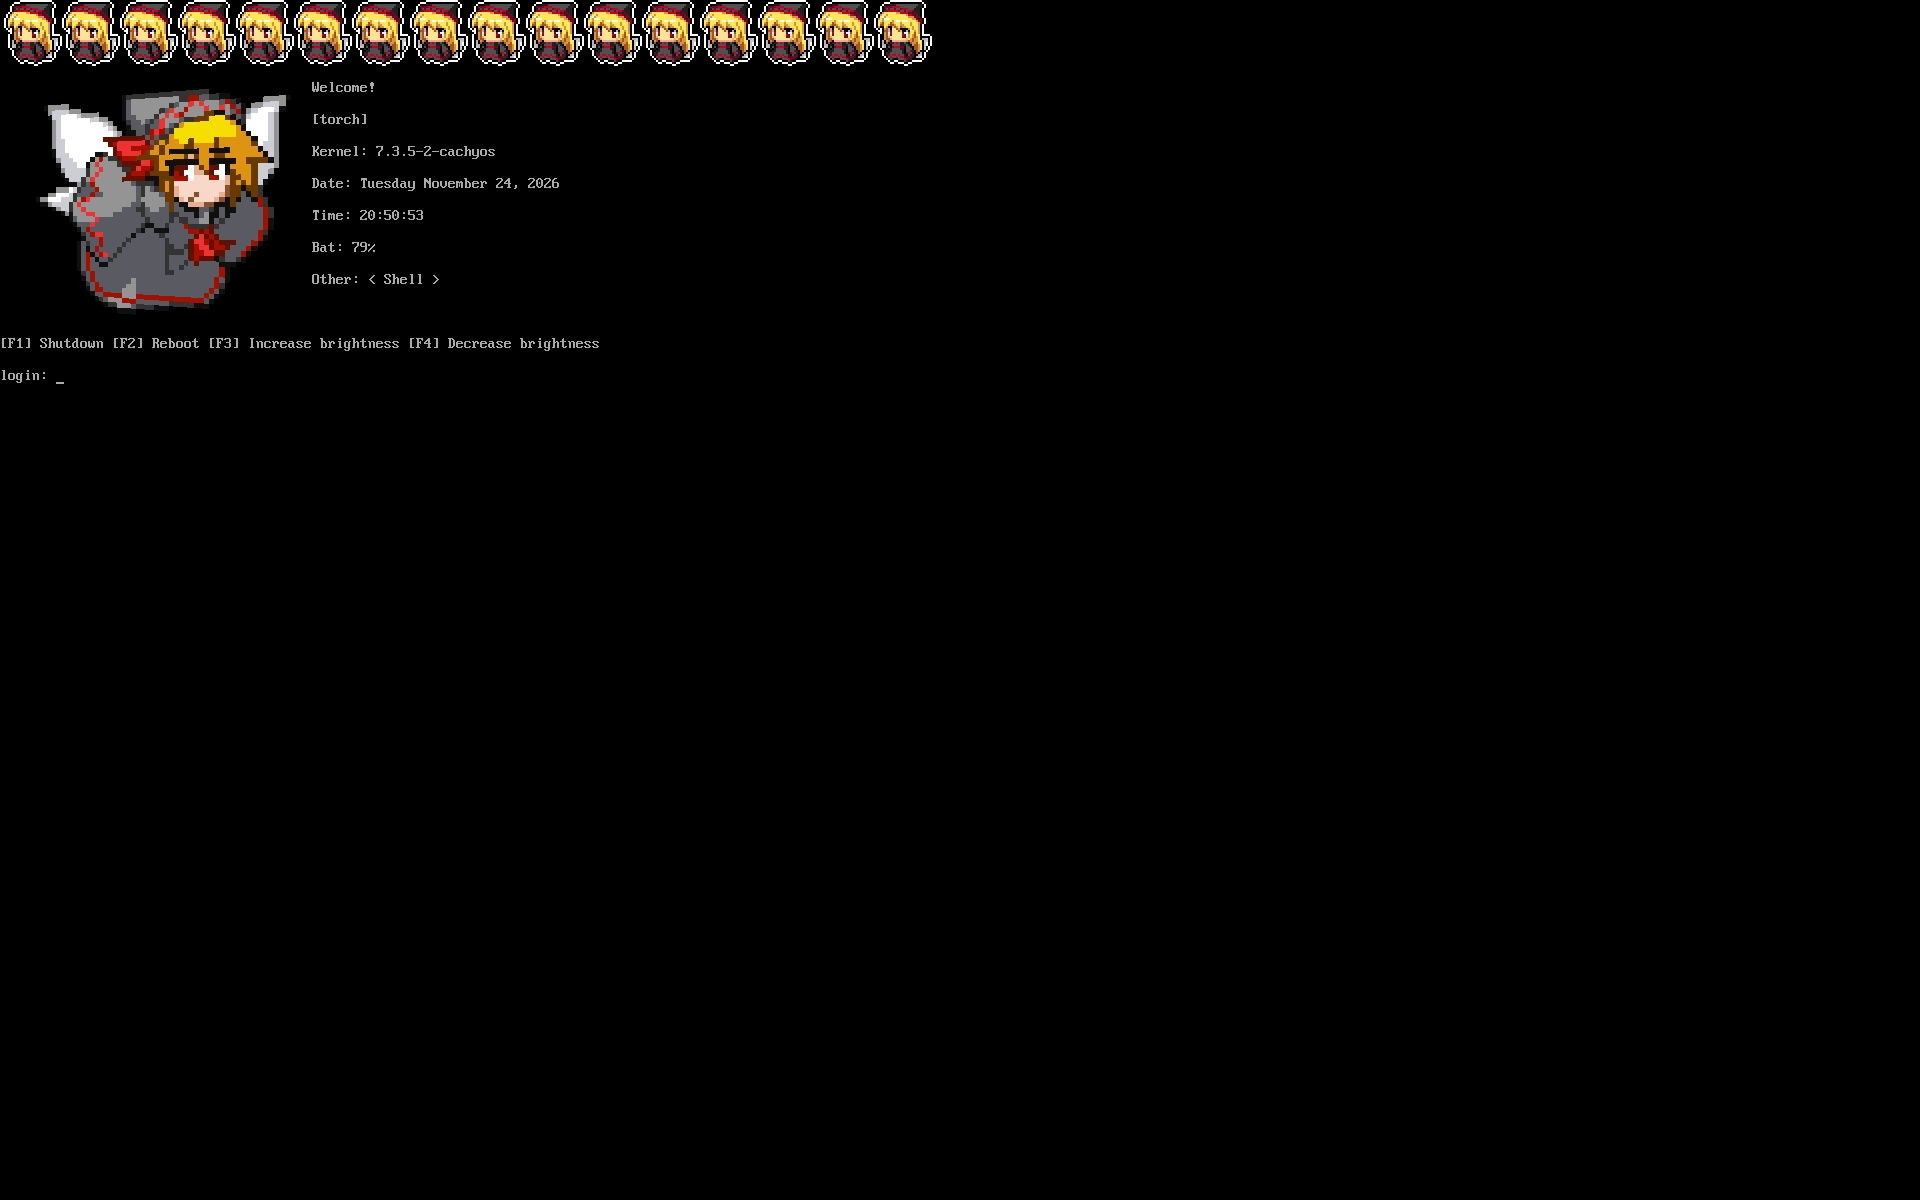 Welcome!
[torch]
Kernel: 7.3.5-2-cachyos
Date: Tuesday November 24, 2026
Time: 20:50:53
Bat: 79%
Other: < Shell >
[F1] Shutdown [F2] Reboot [F3] Increase brightness [F4] Decrease brightness
login: _